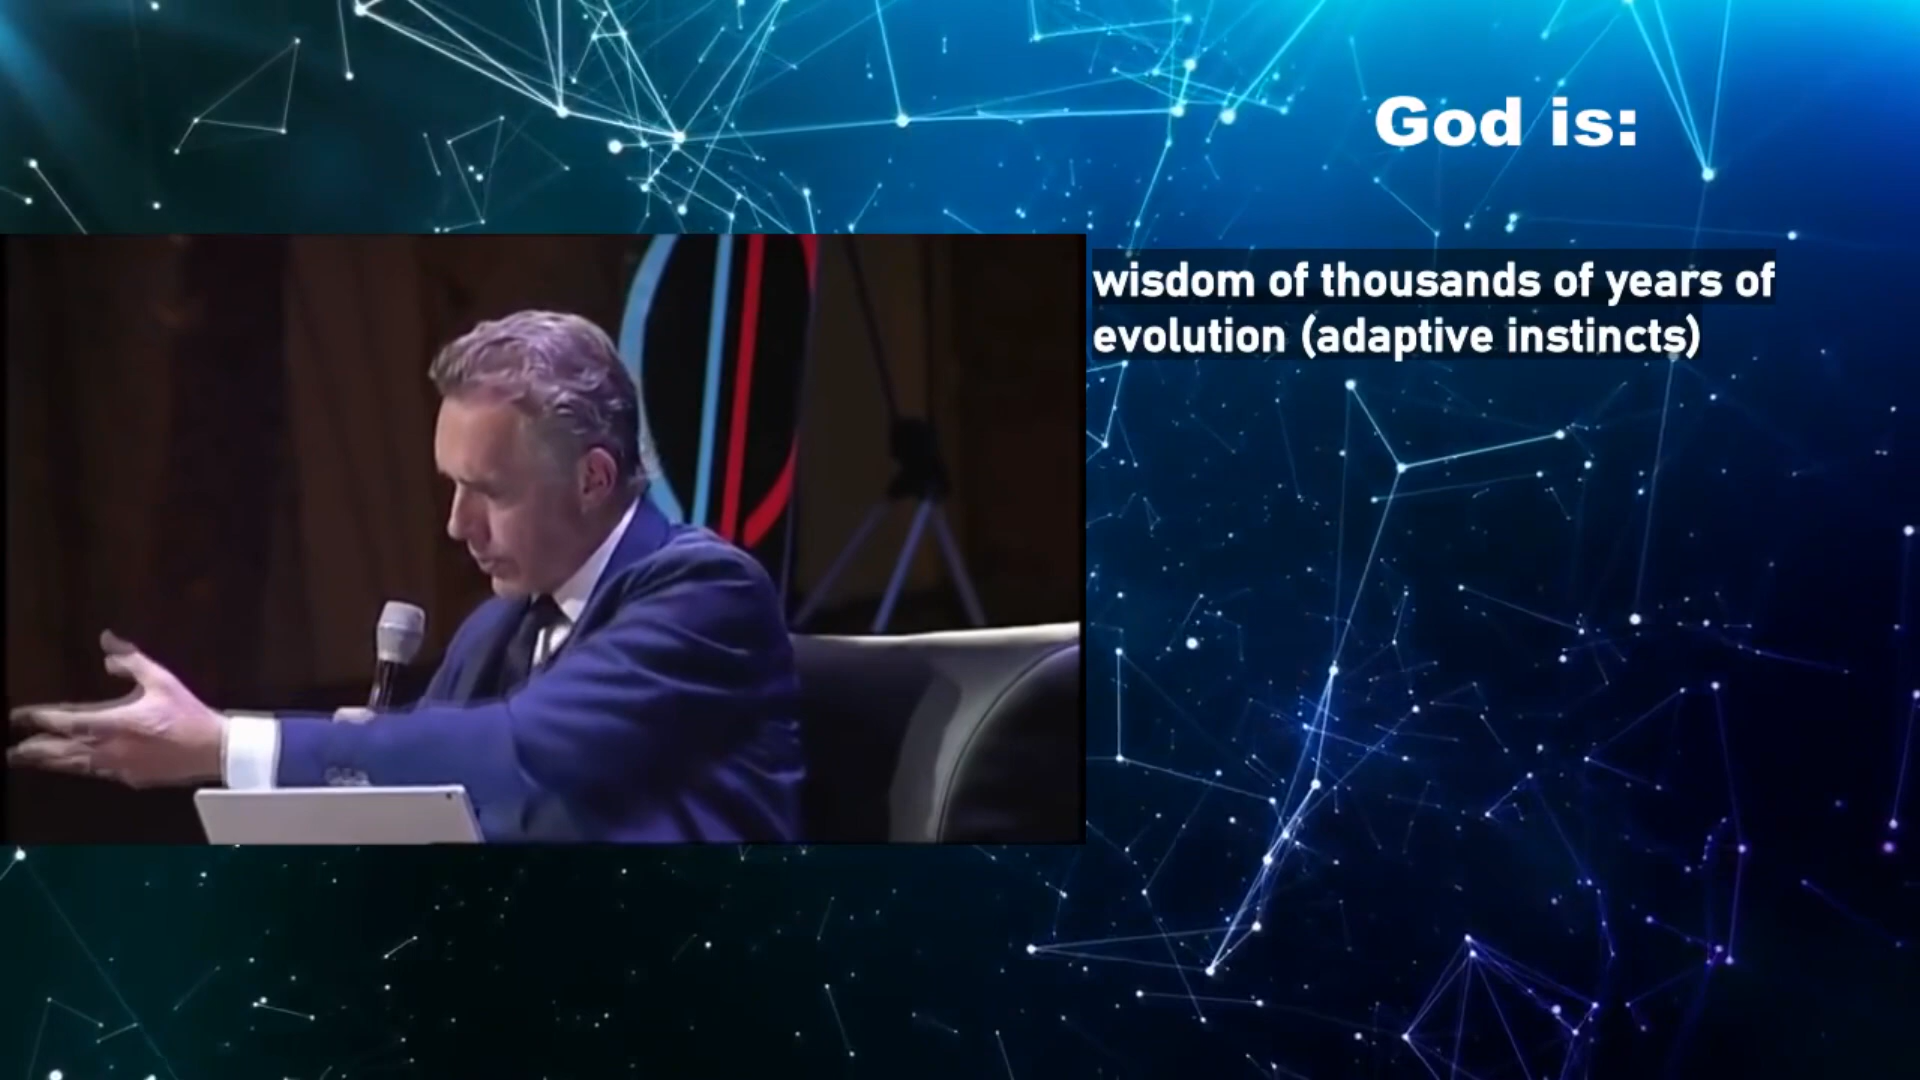 God is:
wisdom of thousands of years of
evolution (adaptive instincts)